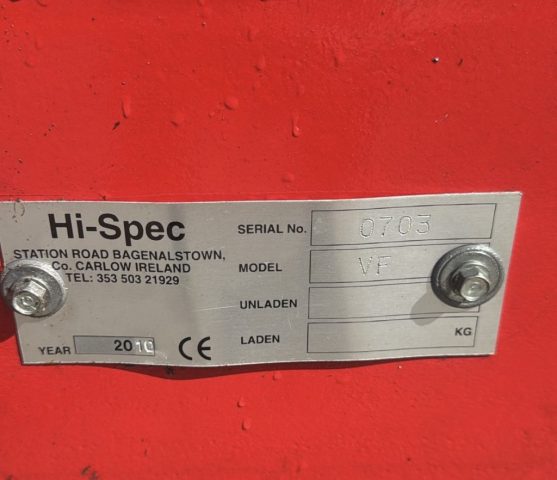 Hi-Spec
STATION ROAD BAGENALSTOWN,
Co. CARLOW IRELAND
TEL: 353 503 21929
YEAR 2010 CE
SERIAL No. 0703
MODEL VF
UNLADEN
LADEN KG